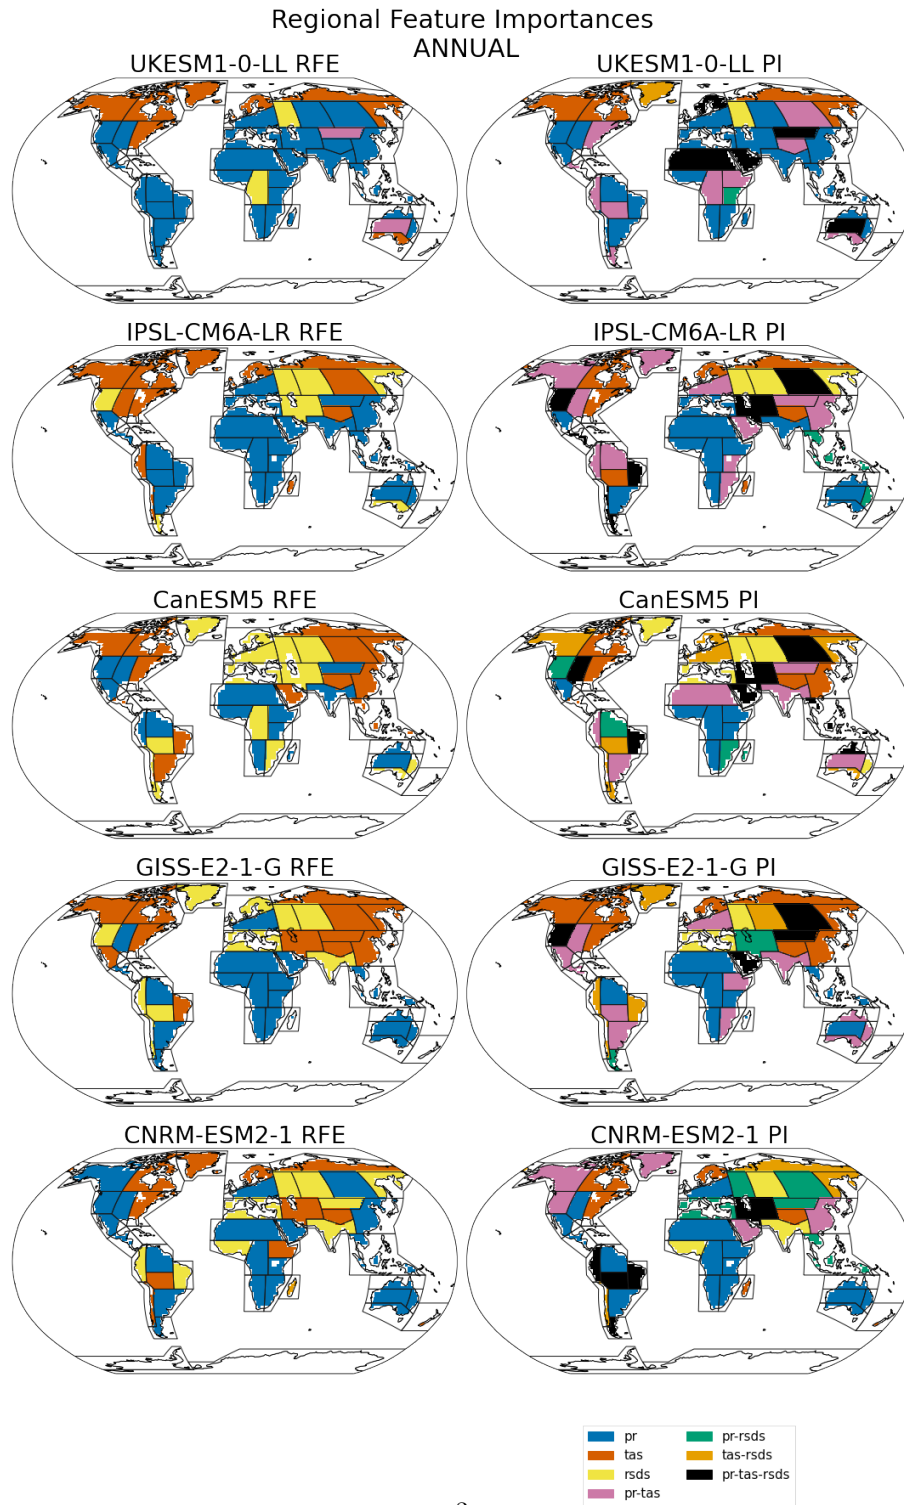 Regional Feature Importances
ANNUAL
UKESM1-0-LL RFE
UKESM1-0-LL PI
IPSL-CM6A-LR RFE
IPSL-CM6A-LR PI
CanESM5 RFE
CanESM5 PI
GISS-E2-1-G RFE
GISS-E2-1-G PI
CNRM-ESM2-1 RFE
CNRM-ESM2-1 PI
pr
tas
rsds
pr-tas
pr-rsds
tas-rsds
pr-tas-rsds